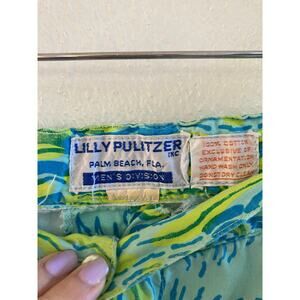 LILLY PULITZER
INC.
PALM BEACH, FLA.
MEN'S DIVISION
100% COTTON
EXCLUSIVE OF
ORNAMENTATION
HAND WASH ONLY
DO NOT DRY CLEAN